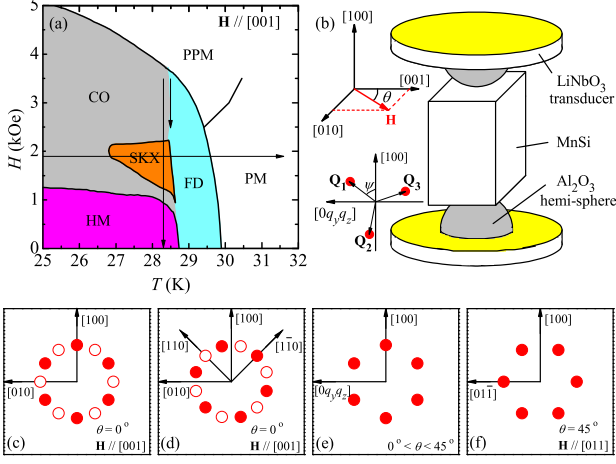 (a)
H // [001]
PPM
CO
SKX
FD
PM
HM
H (kOe)
5
4
3
2
1
0
25 26 27 28 29 30 31 32
T (K)
(b)
[100]
[001]
θ
[010]
H
[100]
Q₁
ψ
Q₃
[0q_yq_z]
Q₂
LiNbO₃
transducer
MnSi
Al₂O₃
hemi-sphere
[100]
[010]
θ = 0°
(c)
H // [001]
[100]
[110]
[11̄0]
[010]
θ = 0°
(d)
H // [001]
[100]
[0q_yq_z]
(e)
0° < θ < 45°
[100]
[011̄]
θ = 45°
(f)
H // [011]